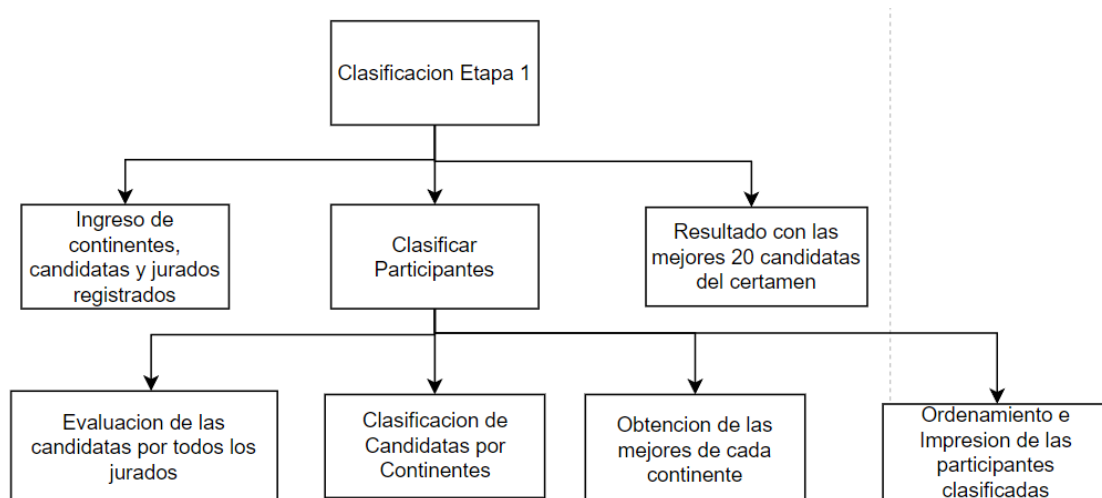 Clasificacion Etapa 1
Ingreso de
continentes,
candidatas y jurados
registrados
Clasificar
Participantes
Resultado con las
mejores 20 candidatas
del certamen
Evaluacion de las
candidatas por todos los
jurados
Clasificacion de
Candidatas por
Continentes
Obtencion de las
mejores de cada
continente
Ordenamiento e
Impresion de las
participantes
clasificadas